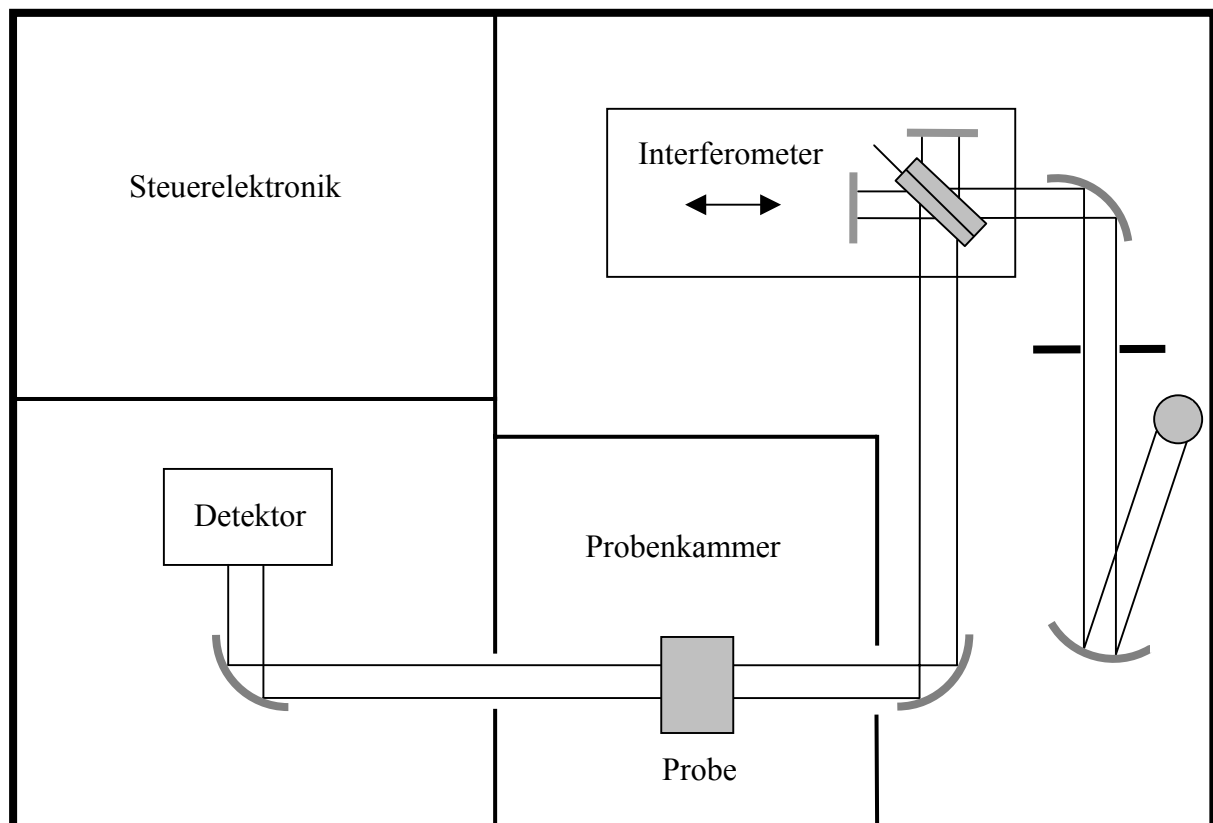 Interferometer
Steuerelektronik
Detektor
Probenkammer
Probe